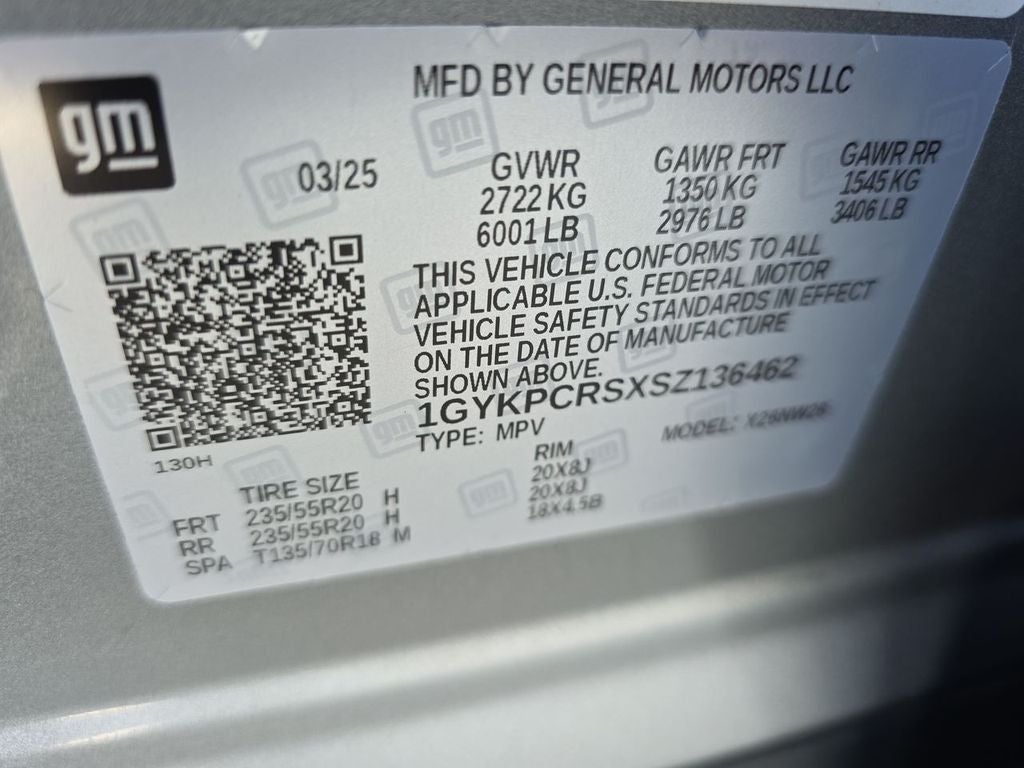 gm
MFD BY GENERAL MOTORS LLC
03/25
GVWR
2722 KG
6001 LB
GAWR FRT
1350 KG
2976 LB
GAWR RR
1545 KG
3406 LB
THIS VEHICLE CONFORMS TO ALL
APPLICABLE U.S. FEDERAL MOTOR
VEHICLE SAFETY STANDARDS IN EFFECT
ON THE DATE OF MANUFACTURE
SHOWN ABOVE.
1GYKPCRSXSZ136462
TYPE: MPV
MODEL:
130H
TIRE SIZE
RIM
FRT 235/55R20 H 20X8J
RR 235/55R20 H 20X8J
SPA T135/70R18 M 18X4.5B